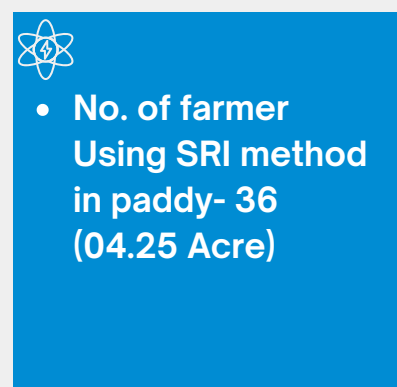 • No. of farmer
Using SRI method
in paddy- 36
(04.25 Acre)